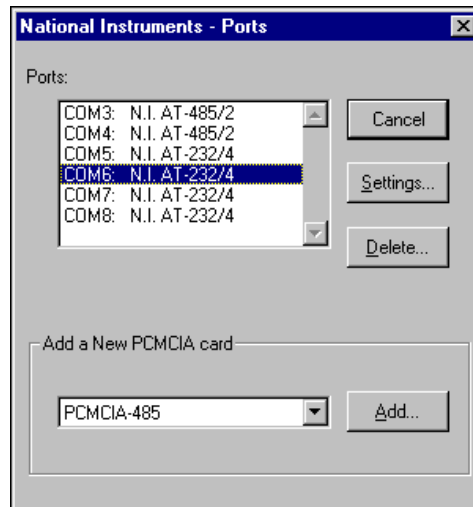 National Instruments - Ports
Ports:
COM3: N.I. AT-485/2
COM4: N.I. AT-485/2
COM5: N.I. AT-232/4
COM6: N.I. AT-232/4
COM7: N.I. AT-232/4
COM8: N.I. AT-232/4
Cancel
Settings...
Delete...
Add a New PCMCIA card
PCMCIA-485
Add...